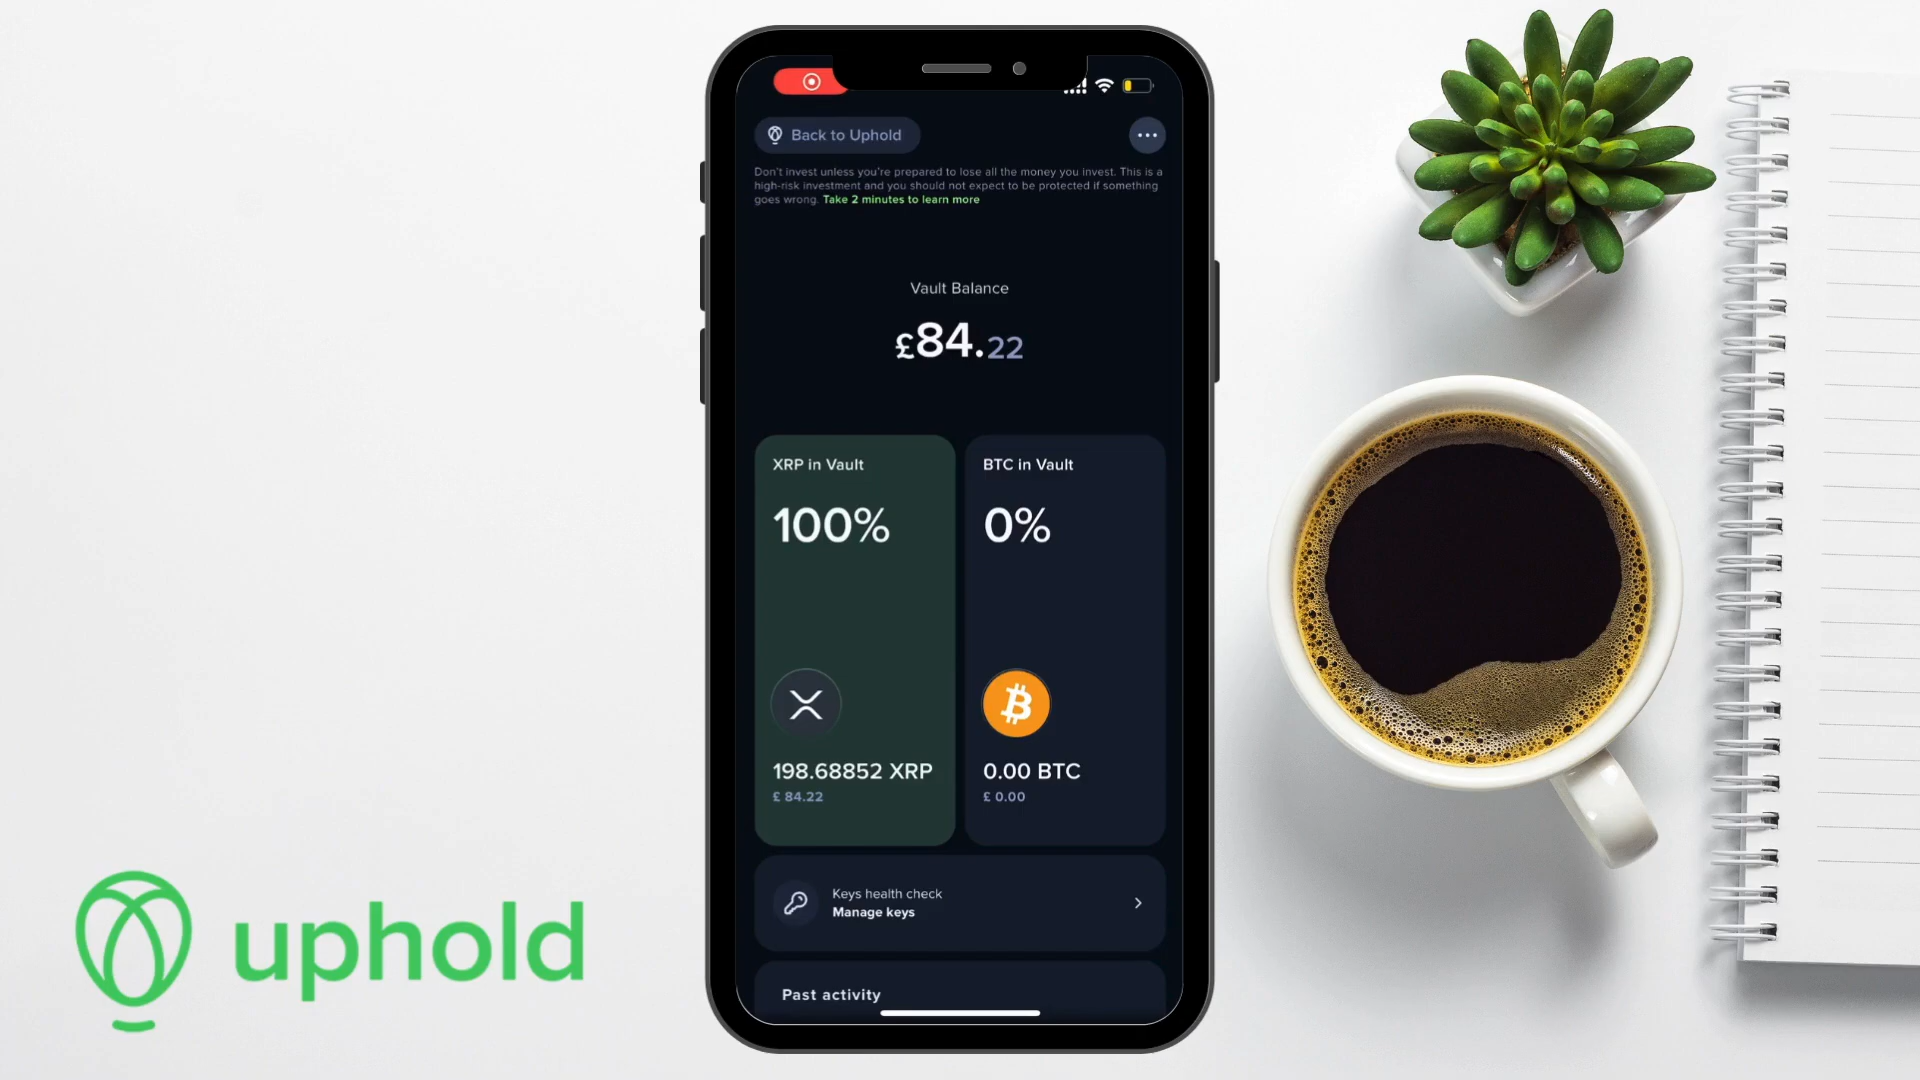 Back to Uphold
Don't invest unless you're prepared to lose all the money you invest. This is a
high-risk investment and you should not expect to be protected if something
goes wrong. Take 2 minutes to learn more
Vault Balance
£84.22
XRP in Vault
100%
198.68852 XRP
£ 84.22
BTC in Vault
0%
0.00 BTC
£ 0.00
Keys health check
Manage keys
Past activity
uphold